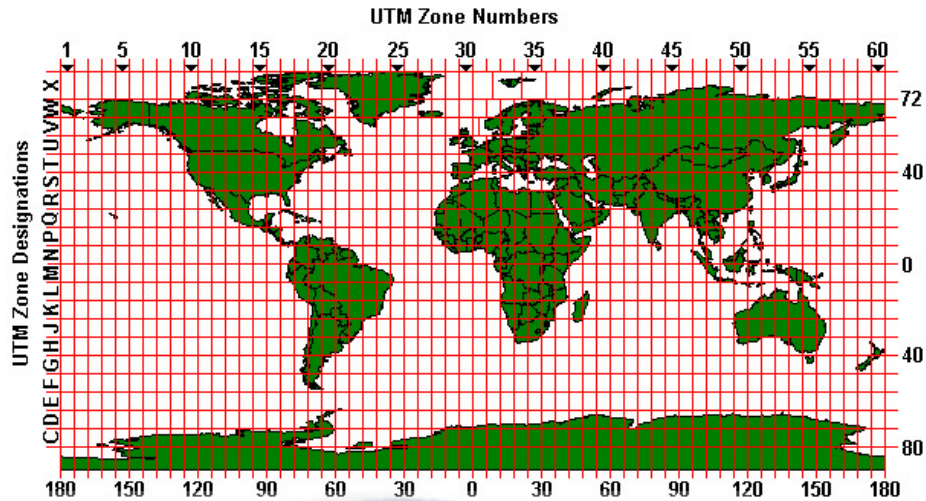 UTM Zone Numbers
1 5 10 15 20 25 30 35 40 45 50 55 60
UTM Zone Designations
C D E F G H J K L M N P Q R S T U V W X
72
40
0
40
80
180 150 120 90 60 30 0 30 60 90 120 150 180